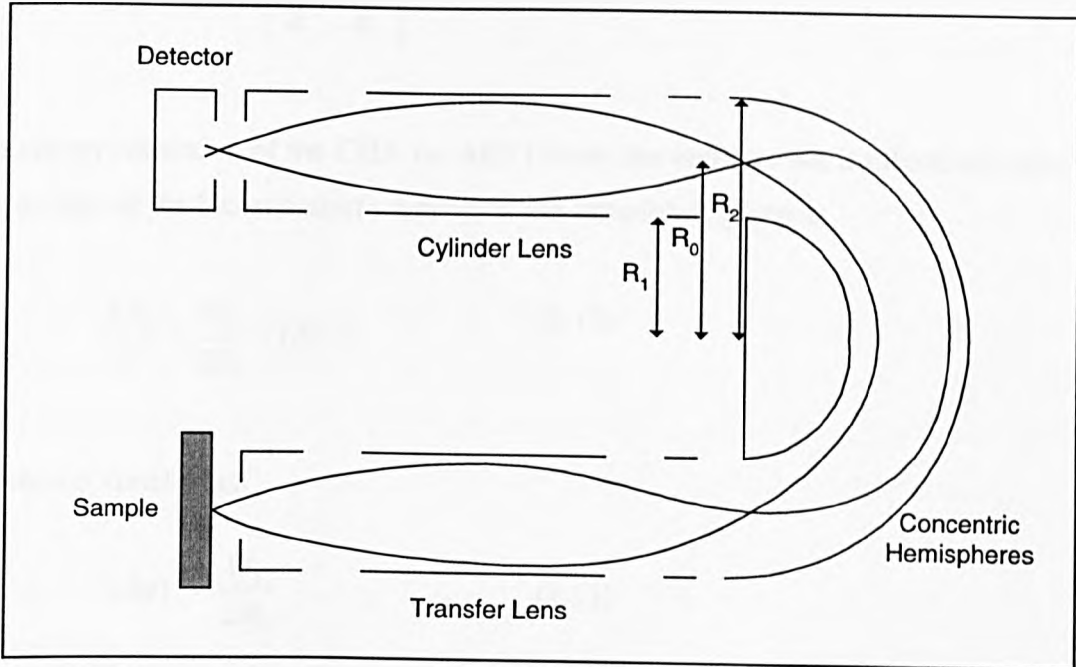 Detector
Cylinder Lens
R2
R0
R1
Sample
Concentric
Hemispheres
Transfer Lens